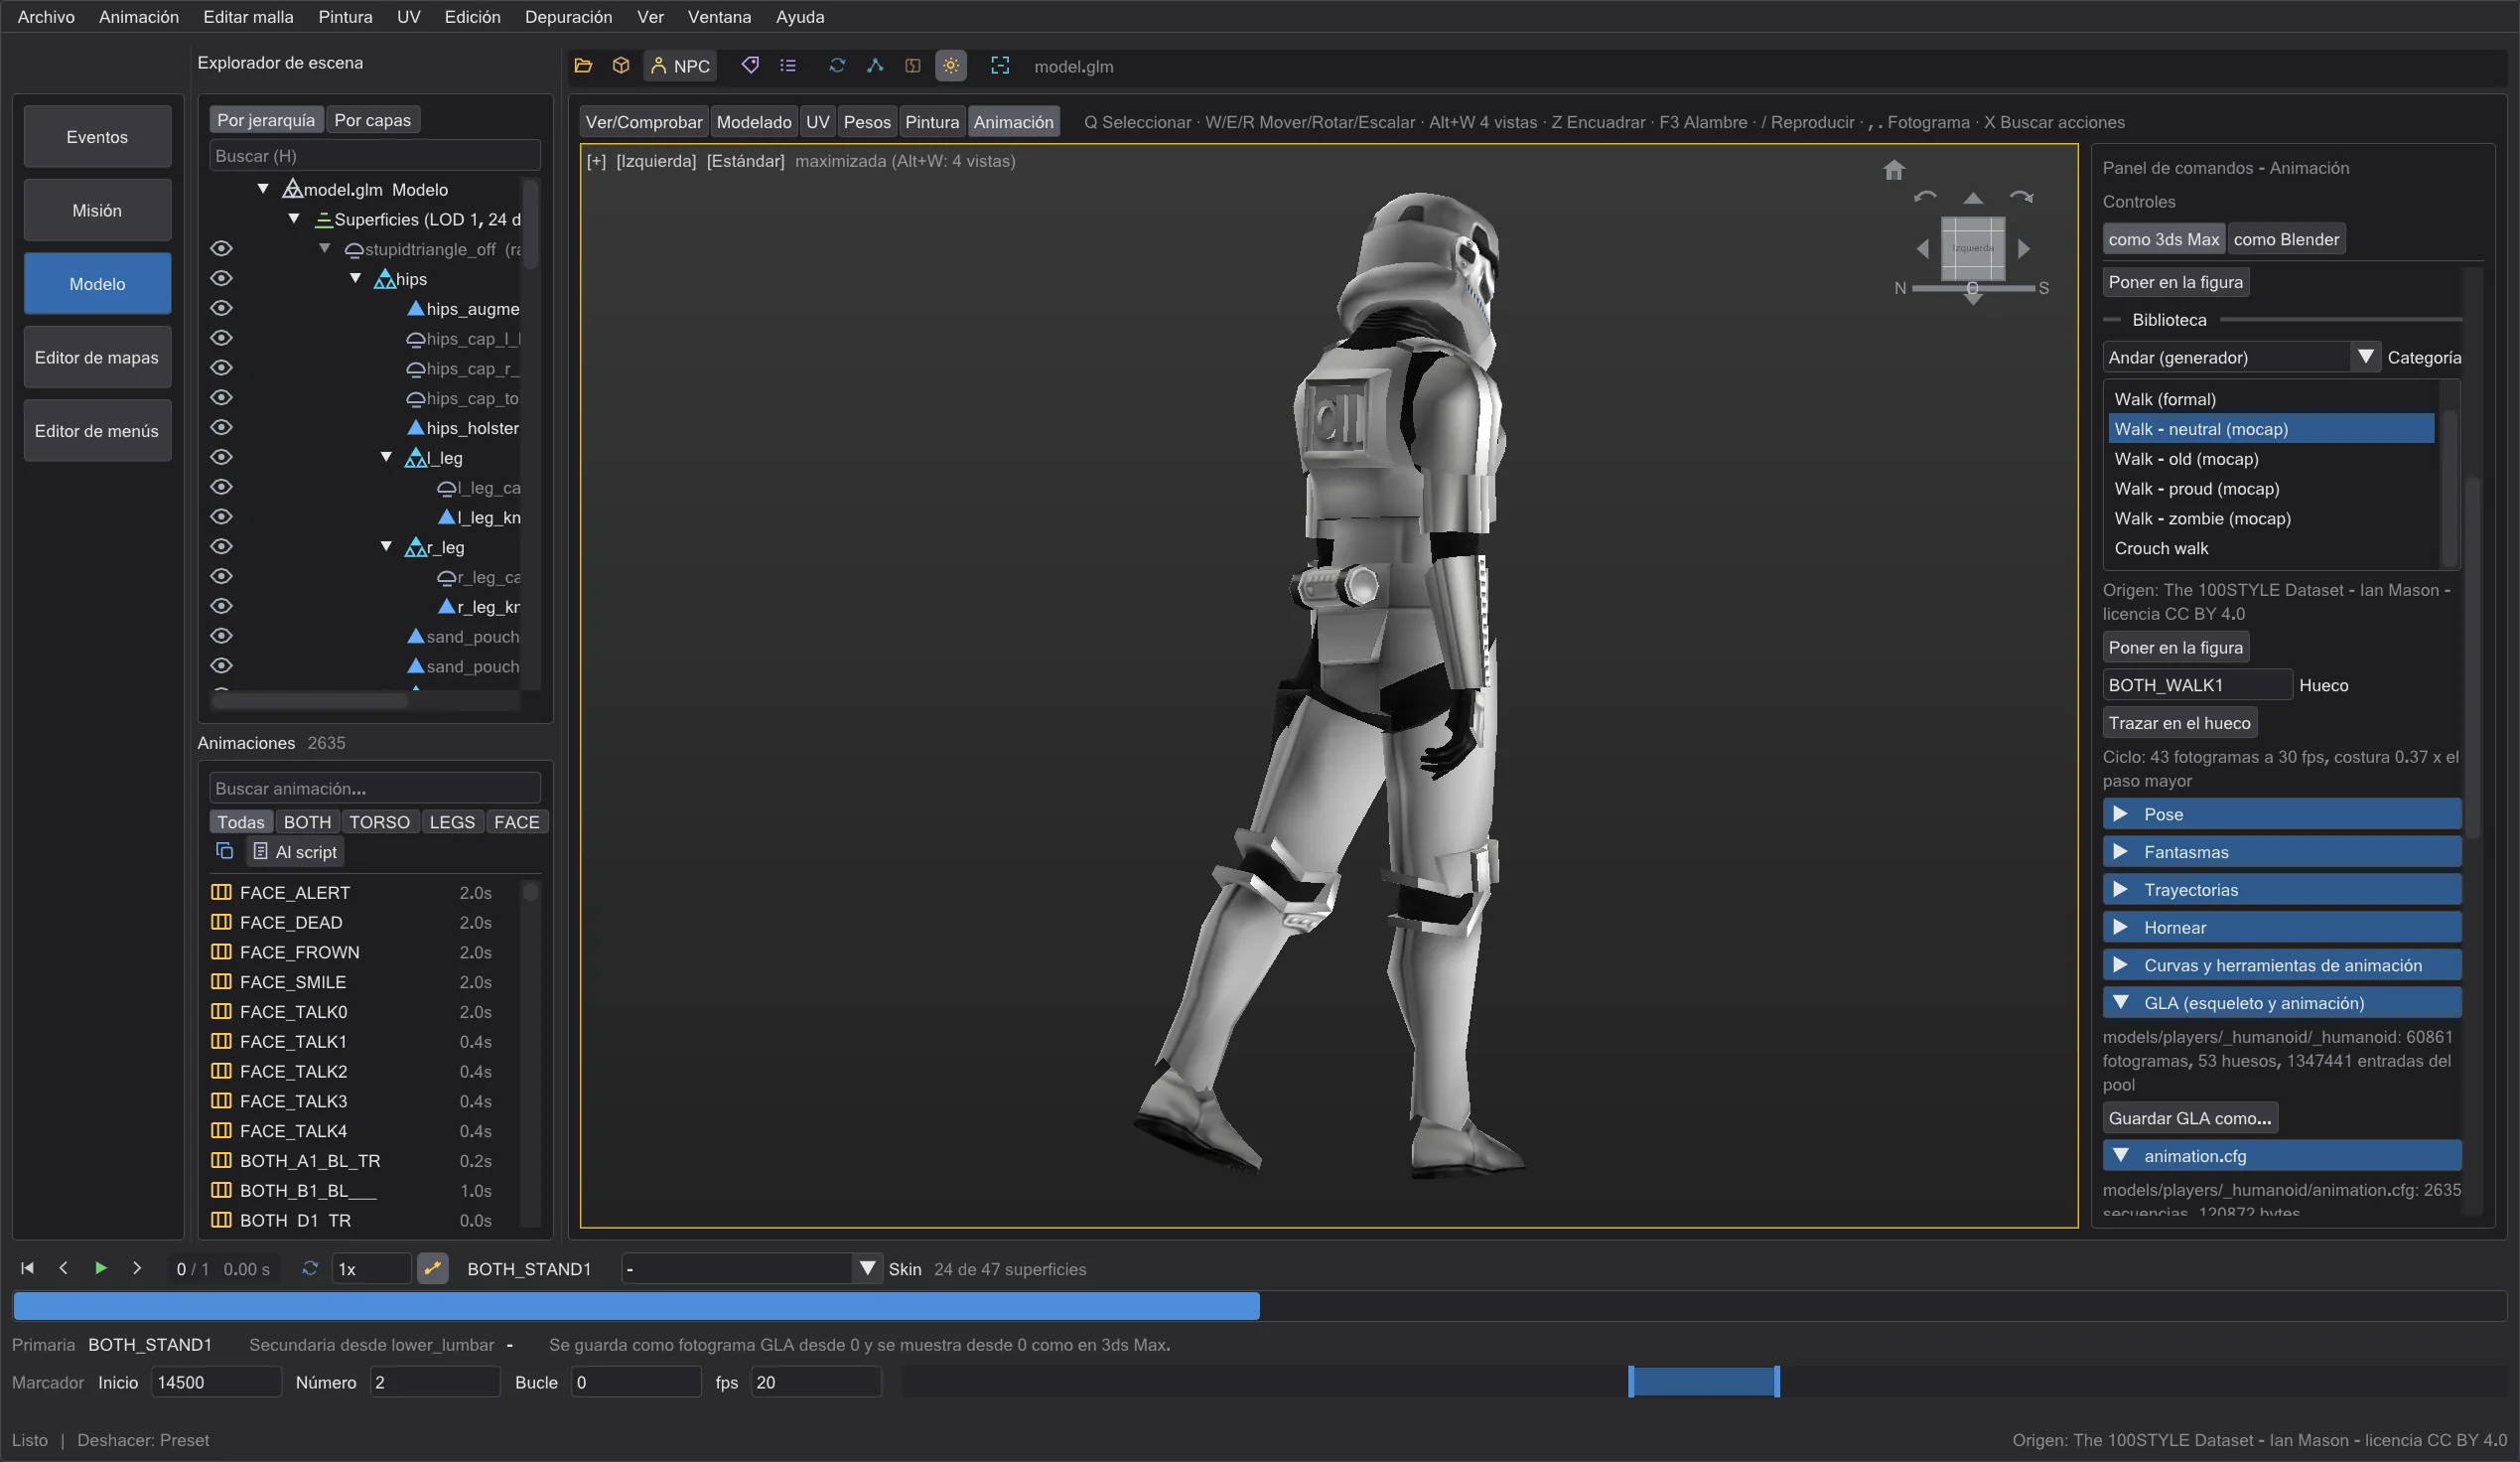 Archivo Animación Editar malla Pintura UV Edición Depuración Ver Ventana Ayuda
Explorador de escena
NPC
model.glm
Eventos
Misión
Modelo
Editor de mapas
Editor de menús
Por jerarquía Por capas
Buscar (H)
model.glm Modelo
Superficies (LOD 1, 24 d
stupidtriangle_off (ra
hips
hips_augme
hips_cap_l_l
hips_cap_r_
hips_cap_to
hips_holster
l_leg
l_leg_ca
l_leg_kn
r_leg
r_leg_ca
r_leg_kn
sand_pouch
sand_pouch
Animaciones 2635
Buscar animación...
Todas BOTH TORSO LEGS FACE
AI script
FACE_ALERT 2.0s
FACE_DEAD 2.0s
FACE_FROWN 2.0s
FACE_SMILE 2.0s
FACE_TALK0 2.0s
FACE_TALK1 0.4s
FACE_TALK2 0.4s
FACE_TALK3 0.4s
FACE_TALK4 0.4s
BOTH_A1_BL_TR 0.2s
BOTH_B1_BL___ 1.0s
BOTH_D1_TR 0.0s
Ver/Comprobar Modelado UV Pesos Pintura Animación Q Seleccionar · W/E/R Mover/Rotar/Escalar · Alt+W 4 vistas · Z Encuadrar · F3 Alambre · / Reproducir · , . Fotograma · X Buscar acciones
[+] [Izquierda] [Estándar] maximizada (Alt+W: 4 vistas)
Izquierda
N O S
Panel de comandos - Animación
Controles
como 3ds Max como Blender
Poner en la figura
Biblioteca
Andar (generador) Categoría
Walk (formal)
Walk - neutral (mocap)
Walk - old (mocap)
Walk - proud (mocap)
Walk - zombie (mocap)
Crouch walk
Origen: The 100STYLE Dataset - Ian Mason -
licencia CC BY 4.0
Poner en la figura
BOTH_WALK1 Hueco
Trazar en el hueco
Ciclo: 43 fotogramas a 30 fps, costura 0.37 x el
paso mayor
Pose
Fantasmas
Trayectorias
Hornear
Curvas y herramientas de animación
GLA (esqueleto y animación)
models/players/_humanoid/_humanoid: 60861
fotogramas, 53 huesos, 1347441 entradas del
pool
Guardar GLA como...
animation.cfg
models/players/_humanoid/animation.cfg: 2635
secuencias, 120872 bytes
0 / 1 0.00 s 1x BOTH_STAND1 - Skin 24 de 47 superficies
Primaria BOTH_STAND1 Secundaria desde lower_lumbar - Se guarda como fotograma GLA desde 0 y se muestra desde 0 como en 3ds Max.
Marcador Inicio 14500 Número 2 Bucle 0 fps 20
Listo | Deshacer: Preset
Origen: The 100STYLE Dataset - Ian Mason - licencia CC BY 4.0